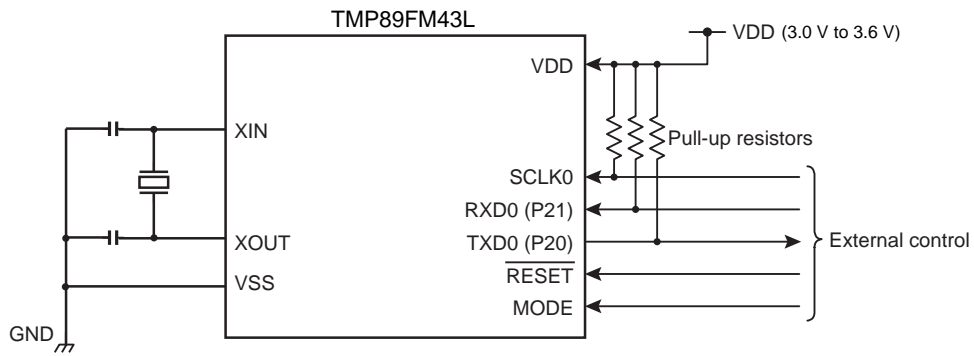 TMP89FM43L
VDD (3.0 V to 3.6 V)
VDD
XIN
Pull-up resistors
SCLK0
RXD0 (P21)
TXD0 (P20)
External control
XOUT
RESET
VSS
MODE
GND